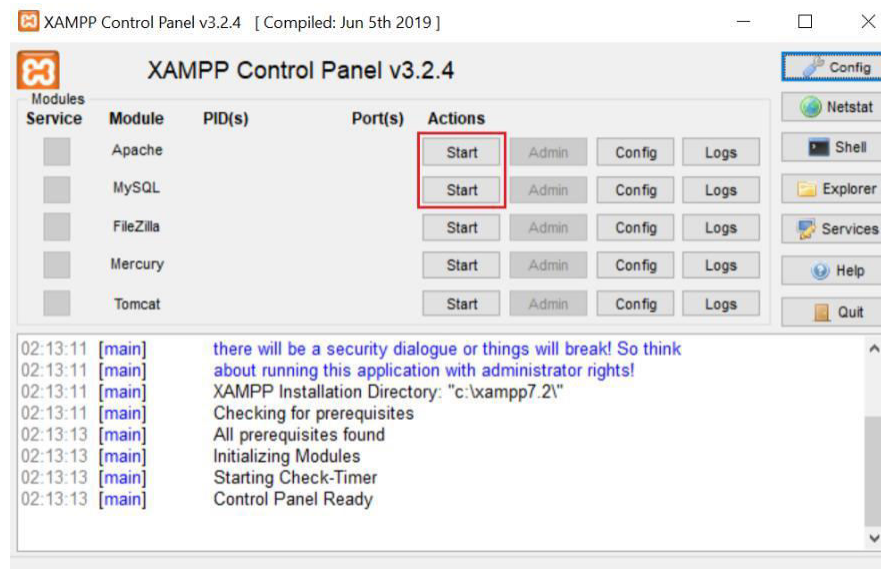 XAMPP Control Panel v3.2.4 [ Compiled: Jun 5th 2019 ]
XAMPP Control Panel v3.2.4
Config
Modules
Service Module PID(s) Port(s) Actions
Netstat
Apache Start Admin Config Logs
Shell
MySQL Start Admin Config Logs
Explorer
FileZilla Start Admin Config Logs
Services
Mercury Start Admin Config Logs
Help
Tomcat Start Admin Config Logs
Quit
02:13:11 [main] there will be a security dialogue or things will break! So think
02:13:11 [main] about running this application with administrator rights!
02:13:11 [main] XAMPP Installation Directory: "c:\xampp7.2\"
02:13:11 [main] Checking for prerequisites
02:13:13 [main] All prerequisites found
02:13:13 [main] Initializing Modules
02:13:13 [main] Starting Check-Timer
02:13:13 [main] Control Panel Ready